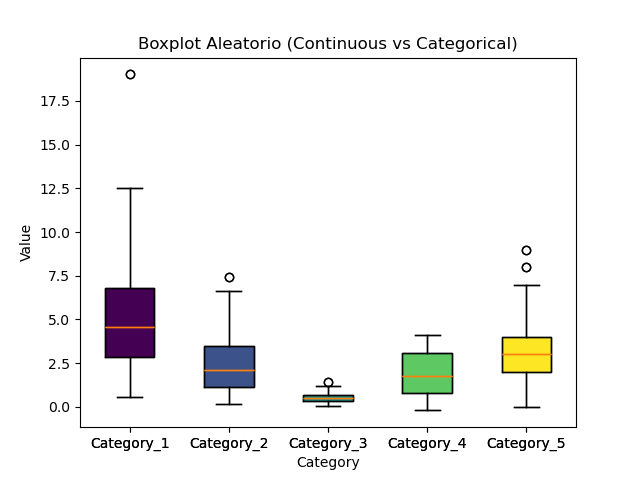 Boxplot Aleatorio (Continuous vs Categorical)
17.5
15.0
12.5
10.0
7.5
5.0
2.5
0.0
Value
Category_1 Category_2 Category_3 Category_4 Category_5
Category